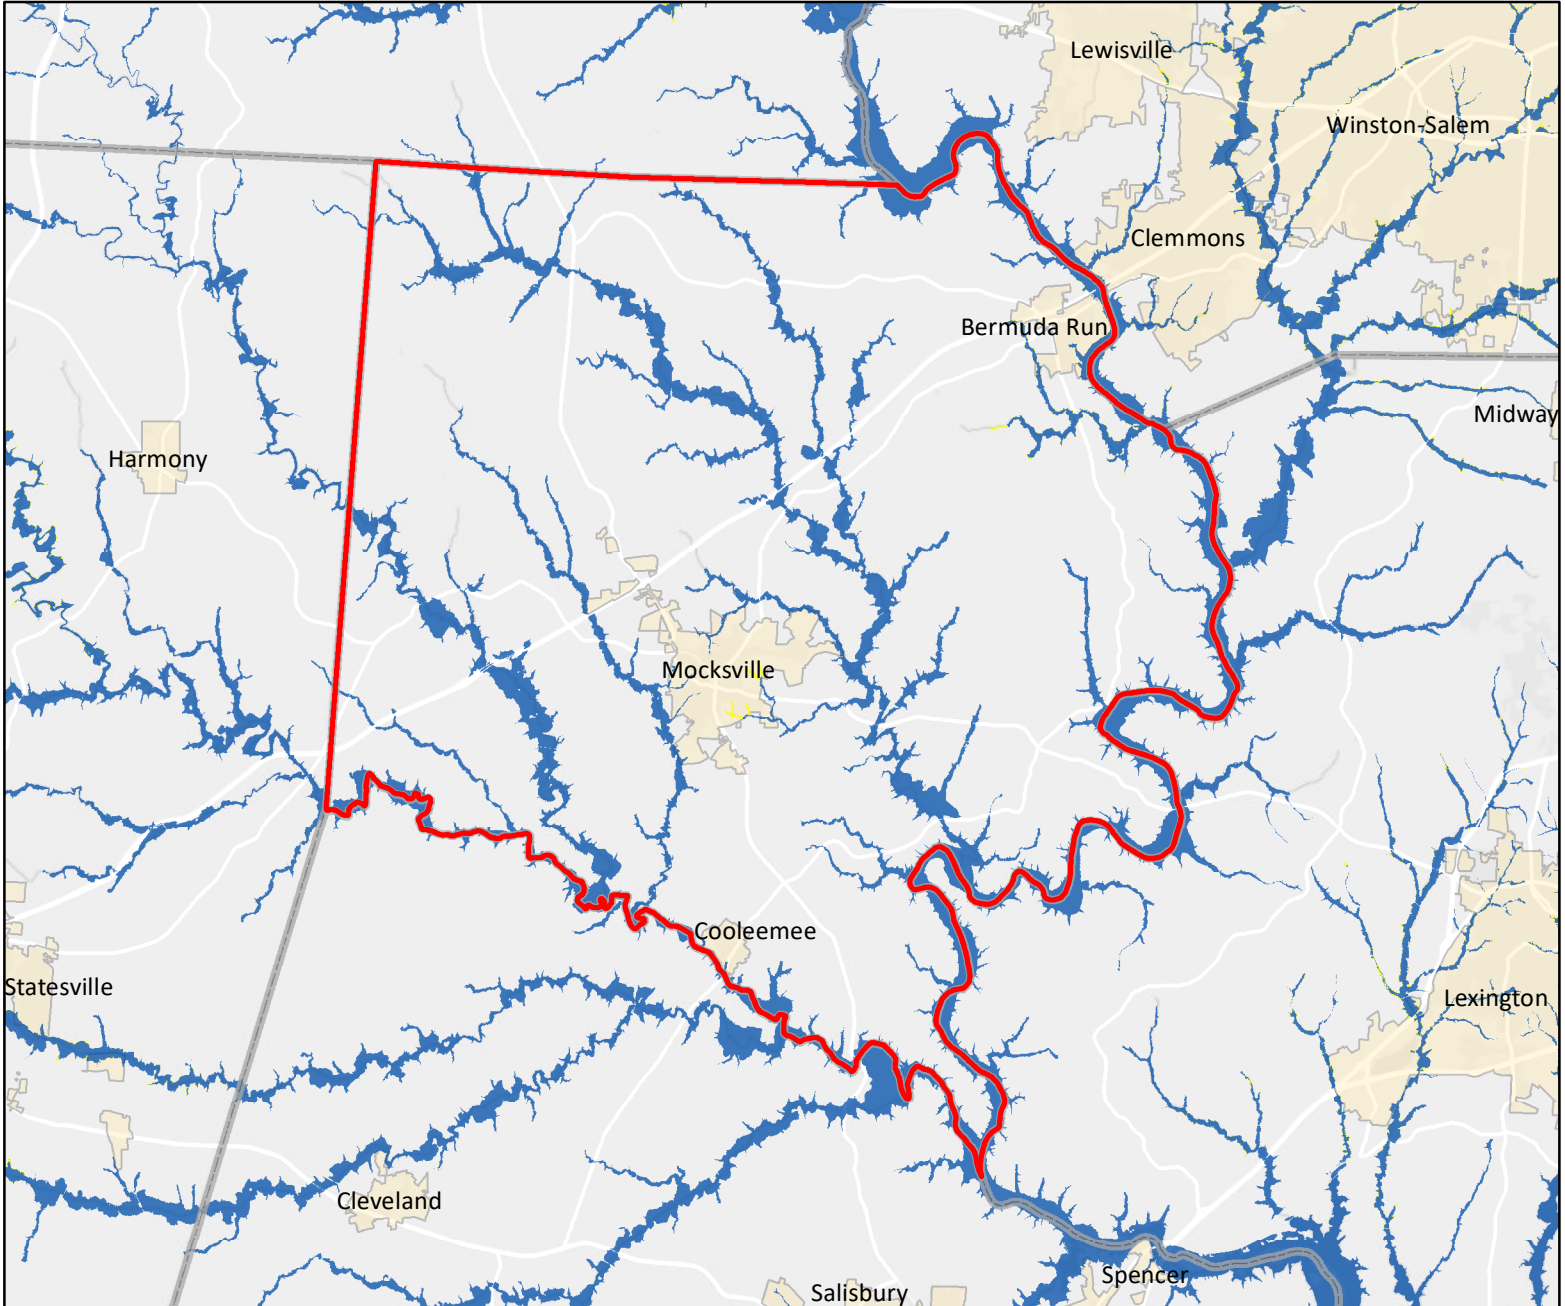 Lewisville
Winston-Salem
Clemmons
Bermuda Run
Midway
Harmony
Mocksville
Cooleemee
Statesville
Lexington
Cleveland
Spencer
Salisbury